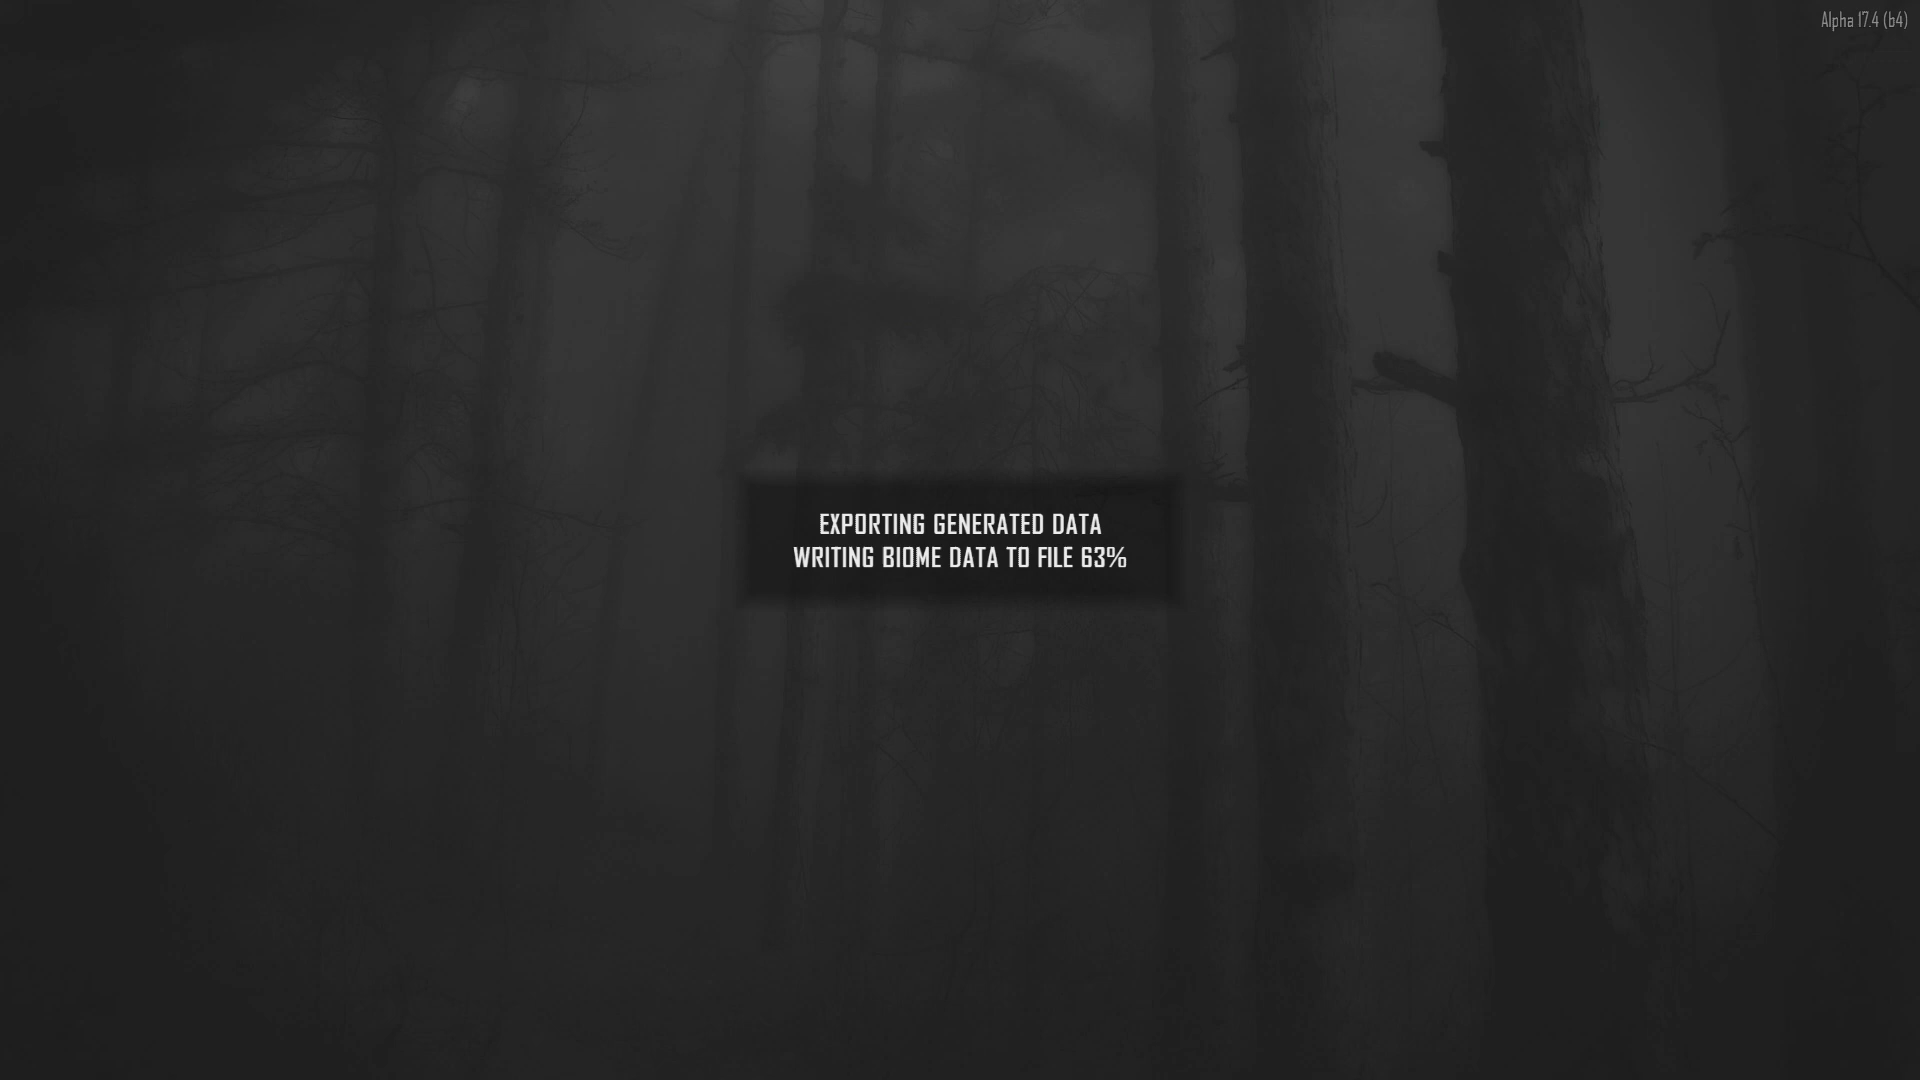 Alpha 17.4 (b4)
EXPORTING GENERATED DATA
WRITING BIOME DATA TO FILE 63%